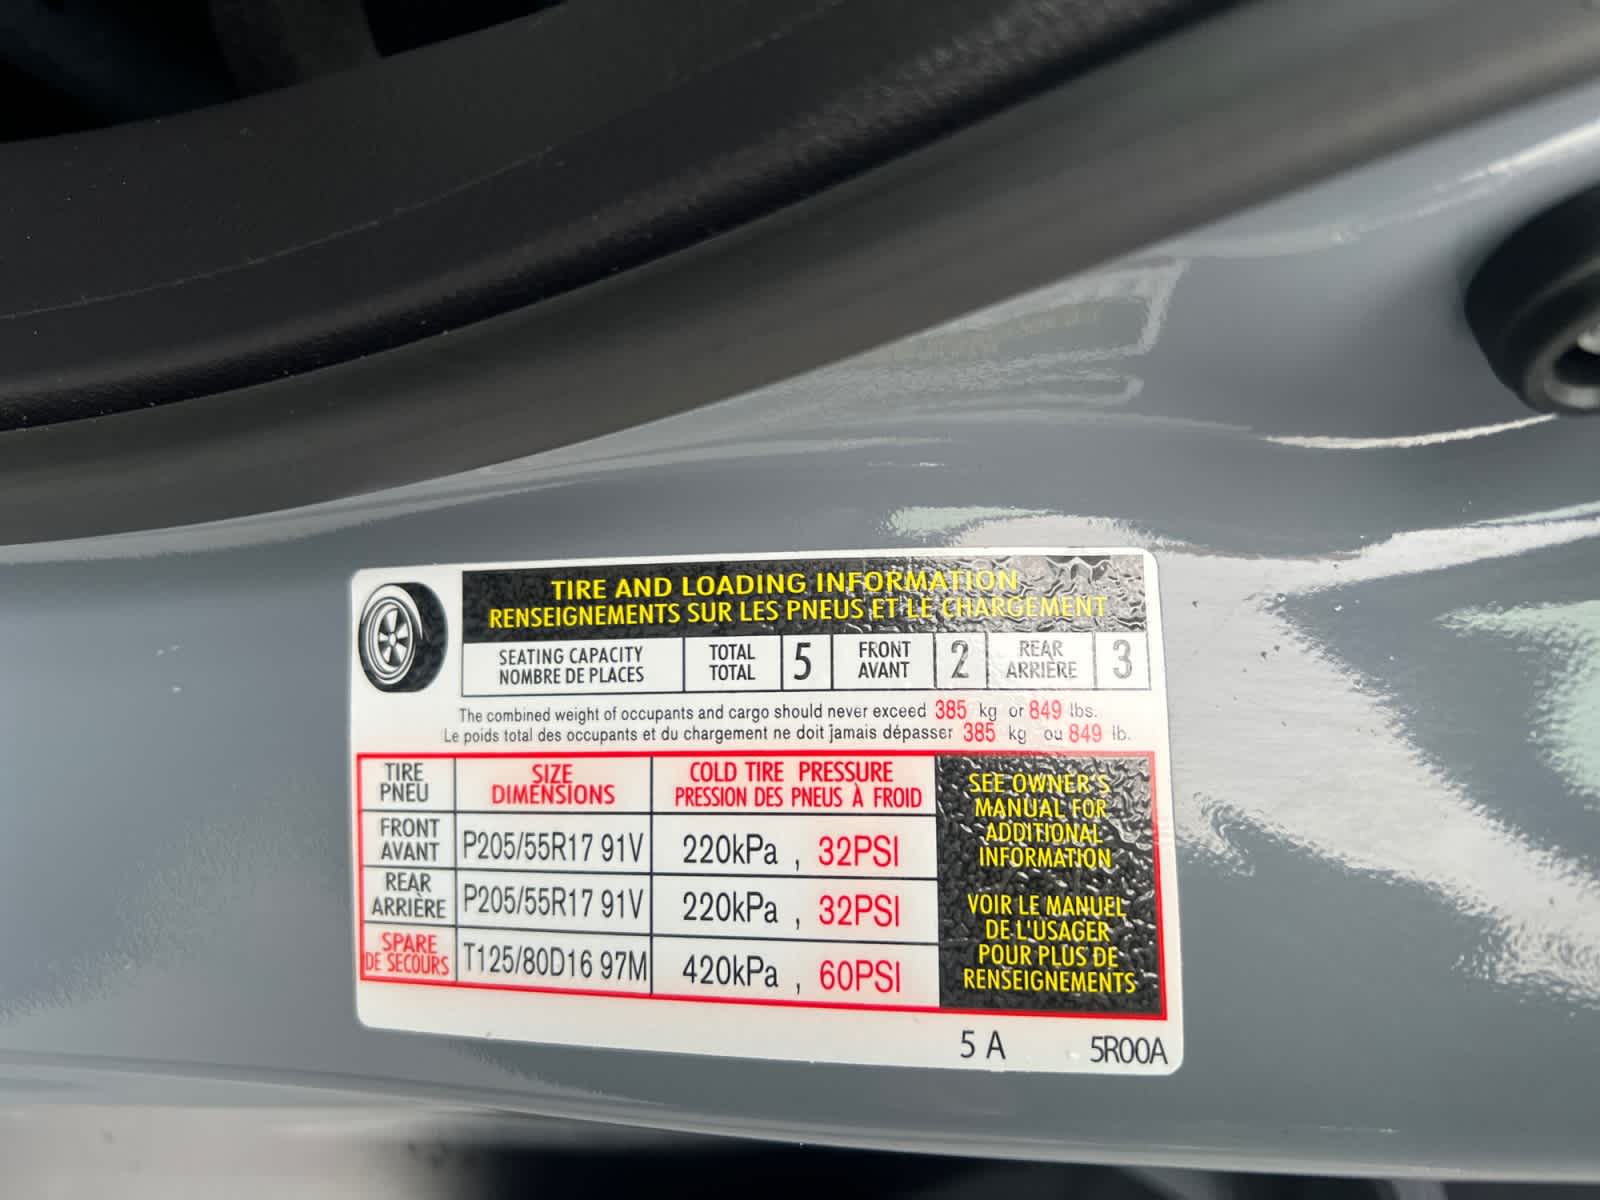 TIRE AND LOADING INFORMATION
RENSEIGNEMENTS SUR LES PNEUS ET LE CHARGEMENT
SEATING CAPACITY
NOMBRE DE PLACES
TOTAL
TOTAL
5
FRONT
AVANT
2
REAR
ARRIÈRE
3
The combined weight of occupants and cargo should never exceed 385 kg or 849 lbs.
Le poids total des occupants et du chargement ne doit jamais dépasser 385 kg ou 849 lb.
TIRE
PNEU
SIZE
DIMENSIONS
COLD TIRE PRESSURE
PRESSION DES PNEUS À FROID
FRONT
AVANT
P205/55R17 91V
220kPa , 32PSI
REAR
ARRIÈRE
P205/55R17 91V
220kPa , 32PSI
SPARE
DE SECOURS
T125/80D16 97M
420kPa , 60PSI
SEE OWNER'S
MANUAL FOR
ADDITIONAL
INFORMATION
VOIR LE MANUEL
DE L'USAGER
POUR PLUS DE
RENSEIGNEMENTS
5 A
5R00A